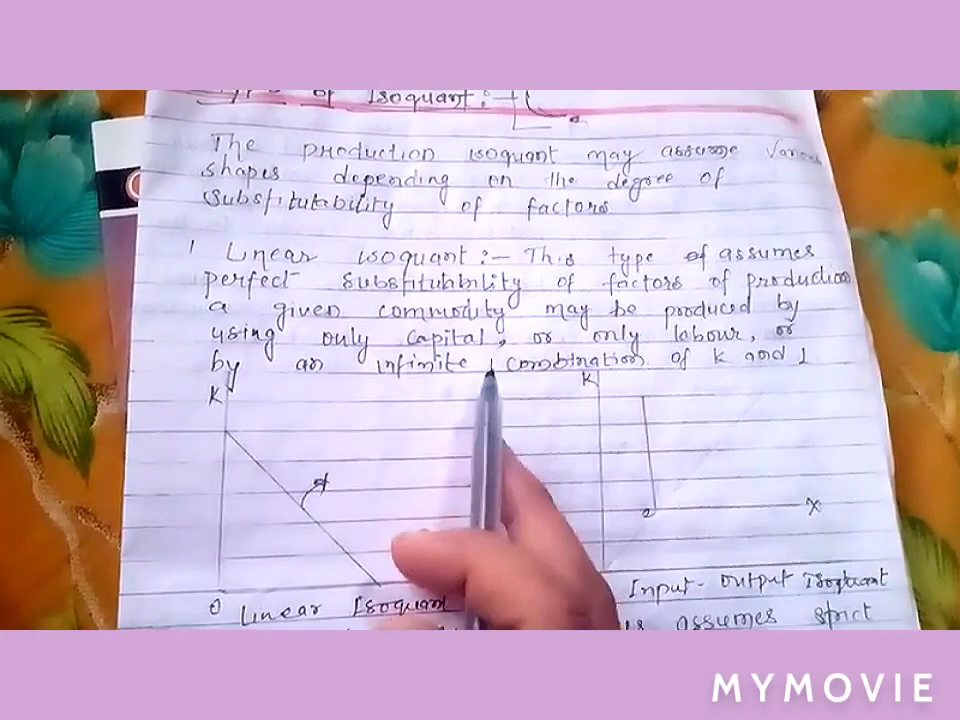 of Isoquant :-
The production isoquant may assume
shapes depending on the degree of
Substitutability of factors
1 Linear isoquant :- This type of assumes
perfect substitutability of factors of production
a given commodity may be produced by
using only capital, or only labour, or
by an infinite combination of K and L
K
K
a
X
O Linear Isoquant
Input - output isoquant
assumes strict
MYMOVIE